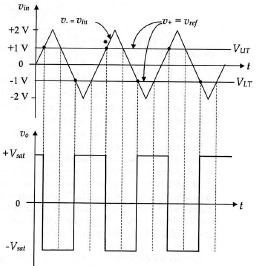 v_in
v_- = v_in
v_+ = v_ref
+2 V
+1 V
V_UT
0
t
-1 V
V_LT
-2 V
v_o
+V_sat
0
t
-V_sat